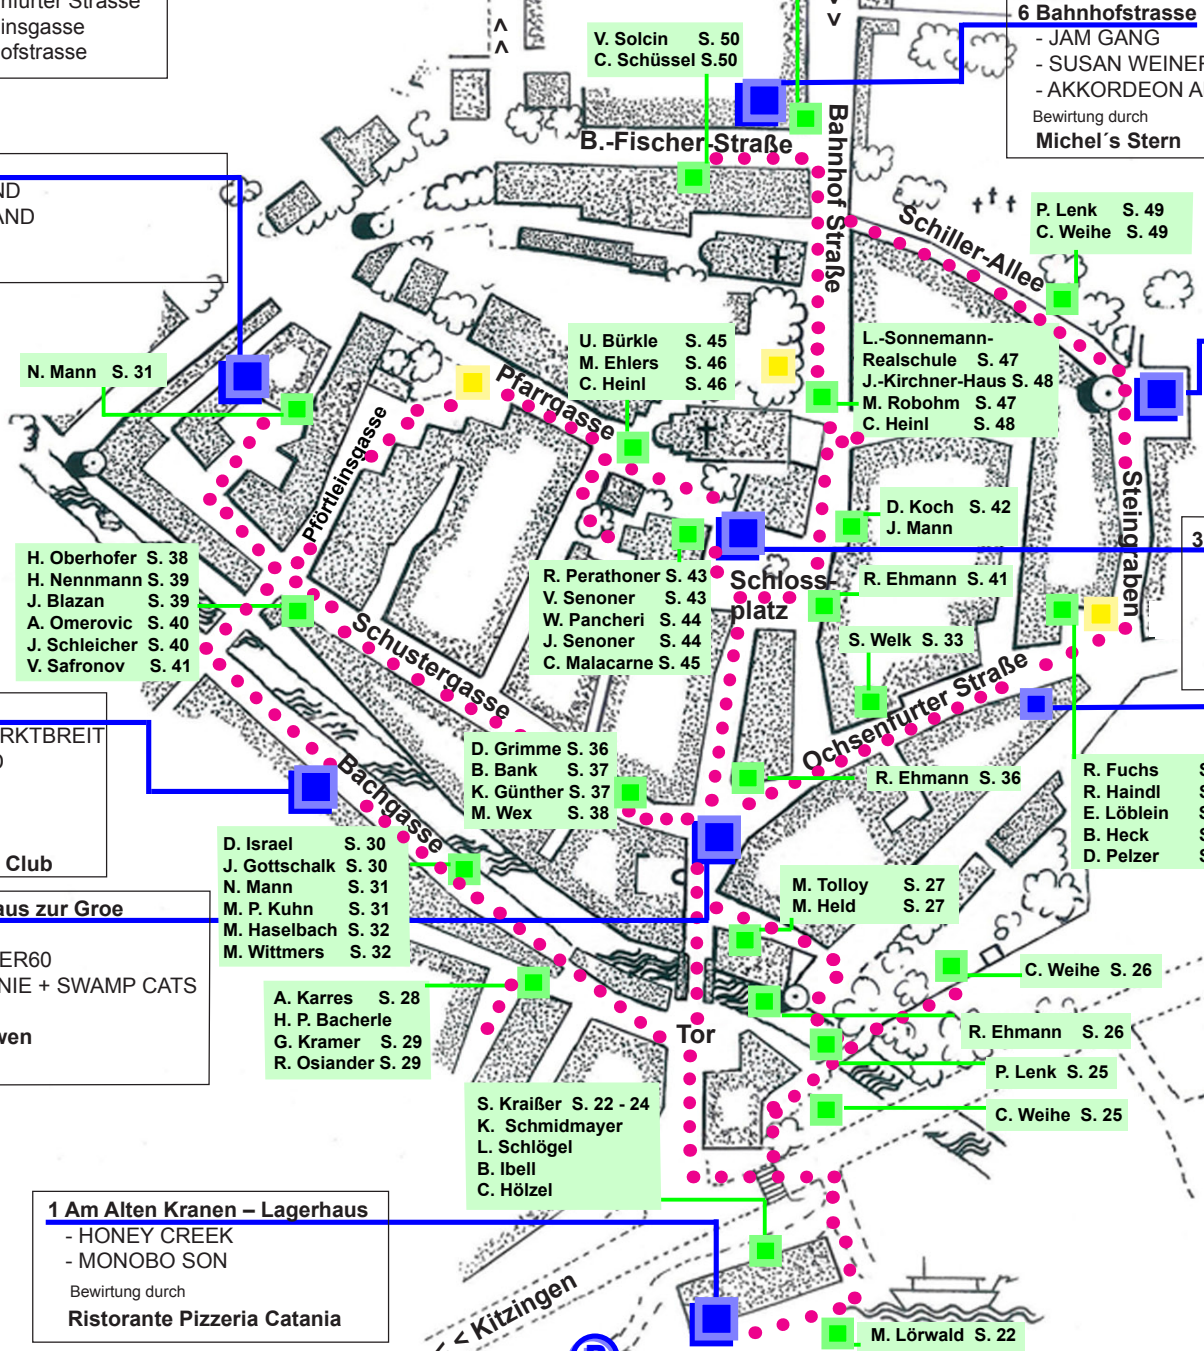 nfurter Strasse
insgasse
ofstrasse
V. Solcin S. 50
C. Schüssel S.50
6 Bahnhofstrasse
- JAM GANG
- SUSAN WEINER
- AKKORDEON A
Bewirtung durch
Michel´s Stern
B.-Fischer-Straße
Bahnhof Straße
ND
AND
Schiller-Allee
P. Lenk S. 49
C. Weihe S. 49
N. Mann S. 31
U. Bürkle S. 45
M. Ehlers S. 46
C. Heinl S. 46
L.-Sonnemann-
Realschule S. 47
J.-Kirchner-Haus S. 48
M. Robohm S. 47
C. Heinl S. 48
Pfarrgasse
Pförtleinsgasse
Steingraben
D. Koch S. 42
J. Mann
3
H. Oberhofer S. 38
H. Nennmann S. 39
J. Blazan S. 39
A. Omerovic S. 40
J. Schleicher S. 40
V. Safronov S. 41
R. Perathoner S. 43
V. Senoner S. 43
W. Pancheri S. 44
J. Senoner S. 44
C. Malacarne S. 45
Schloss-
platz
R. Ehmann S. 41
S. Welk S. 33
Schustergasse
Ochsenfurter Straße
RKTBREIT
D
Club
D. Grimme S. 36
B. Bank S. 37
K. Günther S. 37
M. Wex S. 38
R. Ehmann S. 36
R. Fuchs S
R. Haindl S
E. Löblein S
B. Heck S
D. Pelzer S
Bachgasse
D. Israel S. 30
J. Gottschalk S. 30
N. Mann S. 31
M. P. Kuhn S. 31
M. Haselbach S. 32
M. Wittmers S. 32
M. Tolloy S. 27
M. Held S. 27
aus zur Groe
ER60
NIE + SWAMP CATS
wen
C. Weihe S. 26
A. Karres S. 28
H. P. Bacherle
G. Kramer S. 29
R. Osiander S. 29
Tor
R. Ehmann S. 26
P. Lenk S. 25
C. Weihe S. 25
S. Kraißer S. 22 - 24
K. Schmidmayer
L. Schlögel
B. Ibell
C. Hölzel
1 Am Alten Kranen – Lagerhaus
- HONEY CREEK
- MONOBO SON
Bewirtung durch
Ristorante Pizzeria Catania
< < Kitzingen
M. Lörwald S. 22